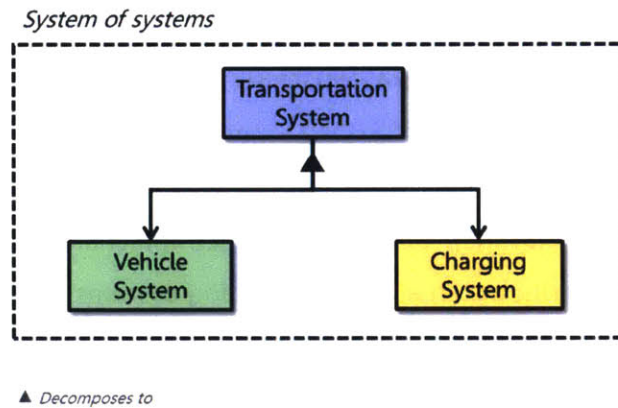 System of systems
Transportation
System
Vehicle
System
Charging
System
Decomposes to